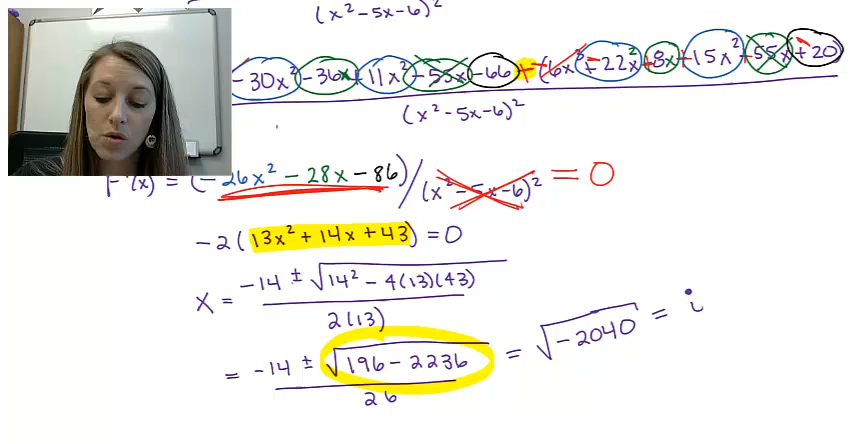 (x²-5x-6)²
-30x² -36x +11x² -55x -66 + -(6x³ + -22x² +8x +-15x² +-55x +20)
(x²-5x-6)²
F'(x) = (-26x² - 28x - 86)/(x²-5x-6)² = 0
-2(13x² + 14x + 43) = 0
x = -14 ± √14² - 4(13)(43)
2(13)
= -14 ± √196 - 2236 = √-2040 = i
26